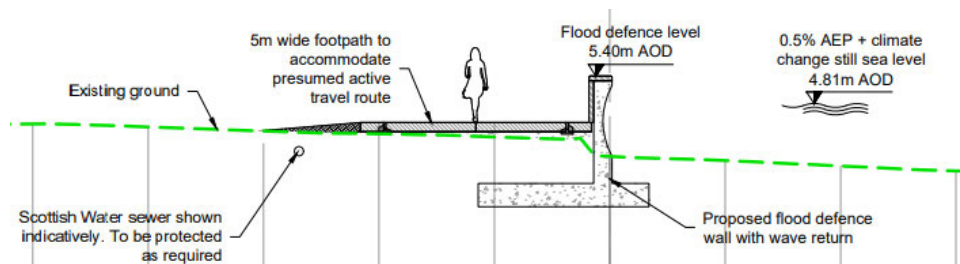 5m wide footpath to
accommodate
presumed active
travel route
Flood defence level
5.40m AOD
0.5% AEP + climate
change still sea level
4.81m AOD
Existing ground
Scottish Water sewer shown
indicatively. To be protected
as required
Proposed flood defence
wall with wave return